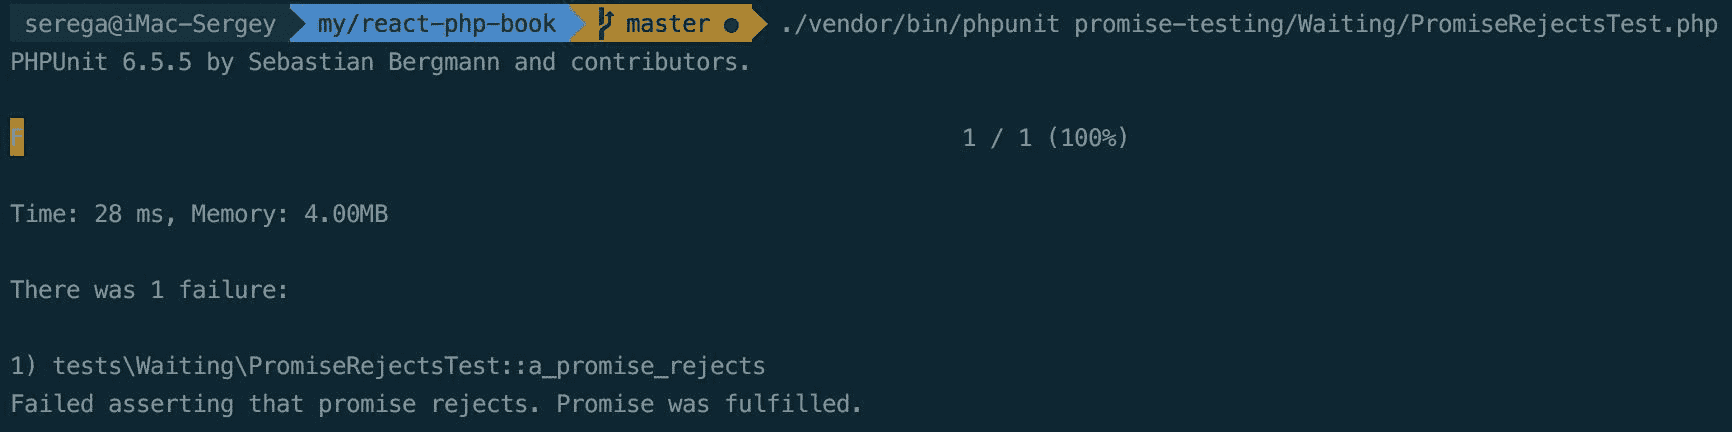 serega@iMac-Sergey my/react-php-book master ● ./vendor/bin/phpunit promise-testing/Waiting/PromiseRejectsTest.php
PHPUnit 6.5.5 by Sebastian Bergmann and contributors.
F 1 / 1 (100%)
Time: 28 ms, Memory: 4.00MB
There was 1 failure:
1) tests\Waiting\PromiseRejectsTest::a_promise_rejects
Failed asserting that promise rejects. Promise was fulfilled.